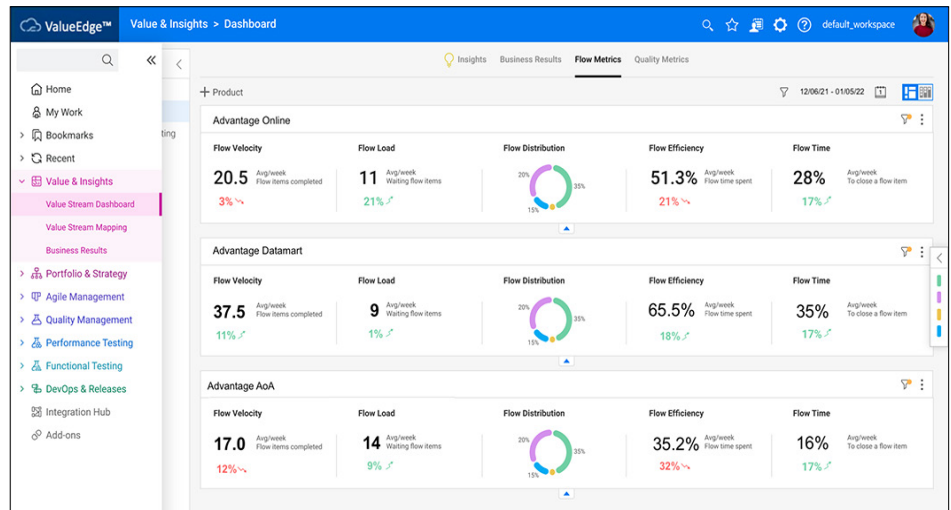 ValueEdge™ Value & Insights > Dashboard default_workspace
Home
My Work
Bookmarks
Recent
Value & Insights
Value Stream Dashboard
Value Stream Mapping
Business Results
Portfolio & Strategy
Agile Management
Quality Management
Performance Testing
Functional Testing
DevOps & Releases
Integration Hub
Add-ons
ting
Insights Business Results Flow Metrics Quality Metrics
+ Product 12/06/21 - 01/05/22 1
Advantage Online
Flow Velocity Flow Load Flow Distribution Flow Efficiency Flow Time
20.5 Avg/week Flow items completed 11 Avg/week Waiting flow items 20% 35% 15% 51.3% Avg/week Flow time spent 28% Avg/week To close a flow item
3% 21% 21% 17%
Advantage Datamart
Flow Velocity Flow Load Flow Distribution Flow Efficiency Flow Time
37.5 Avg/week Flow items completed 9 Avg/week Waiting flow items 20% 35% 15% 65.5% Avg/week Flow time spent 35% Avg/week To close a flow item
11% 1% 18% 17%
Advantage AoA
Flow Velocity Flow Load Flow Distribution Flow Efficiency Flow Time
17.0 Avg/week Flow items completed 14 Avg/week Waiting flow items 20% 35% 15% 35.2% Avg/week Flow time spent 16% Avg/week To close a flow item
12% 9% 32% 17%